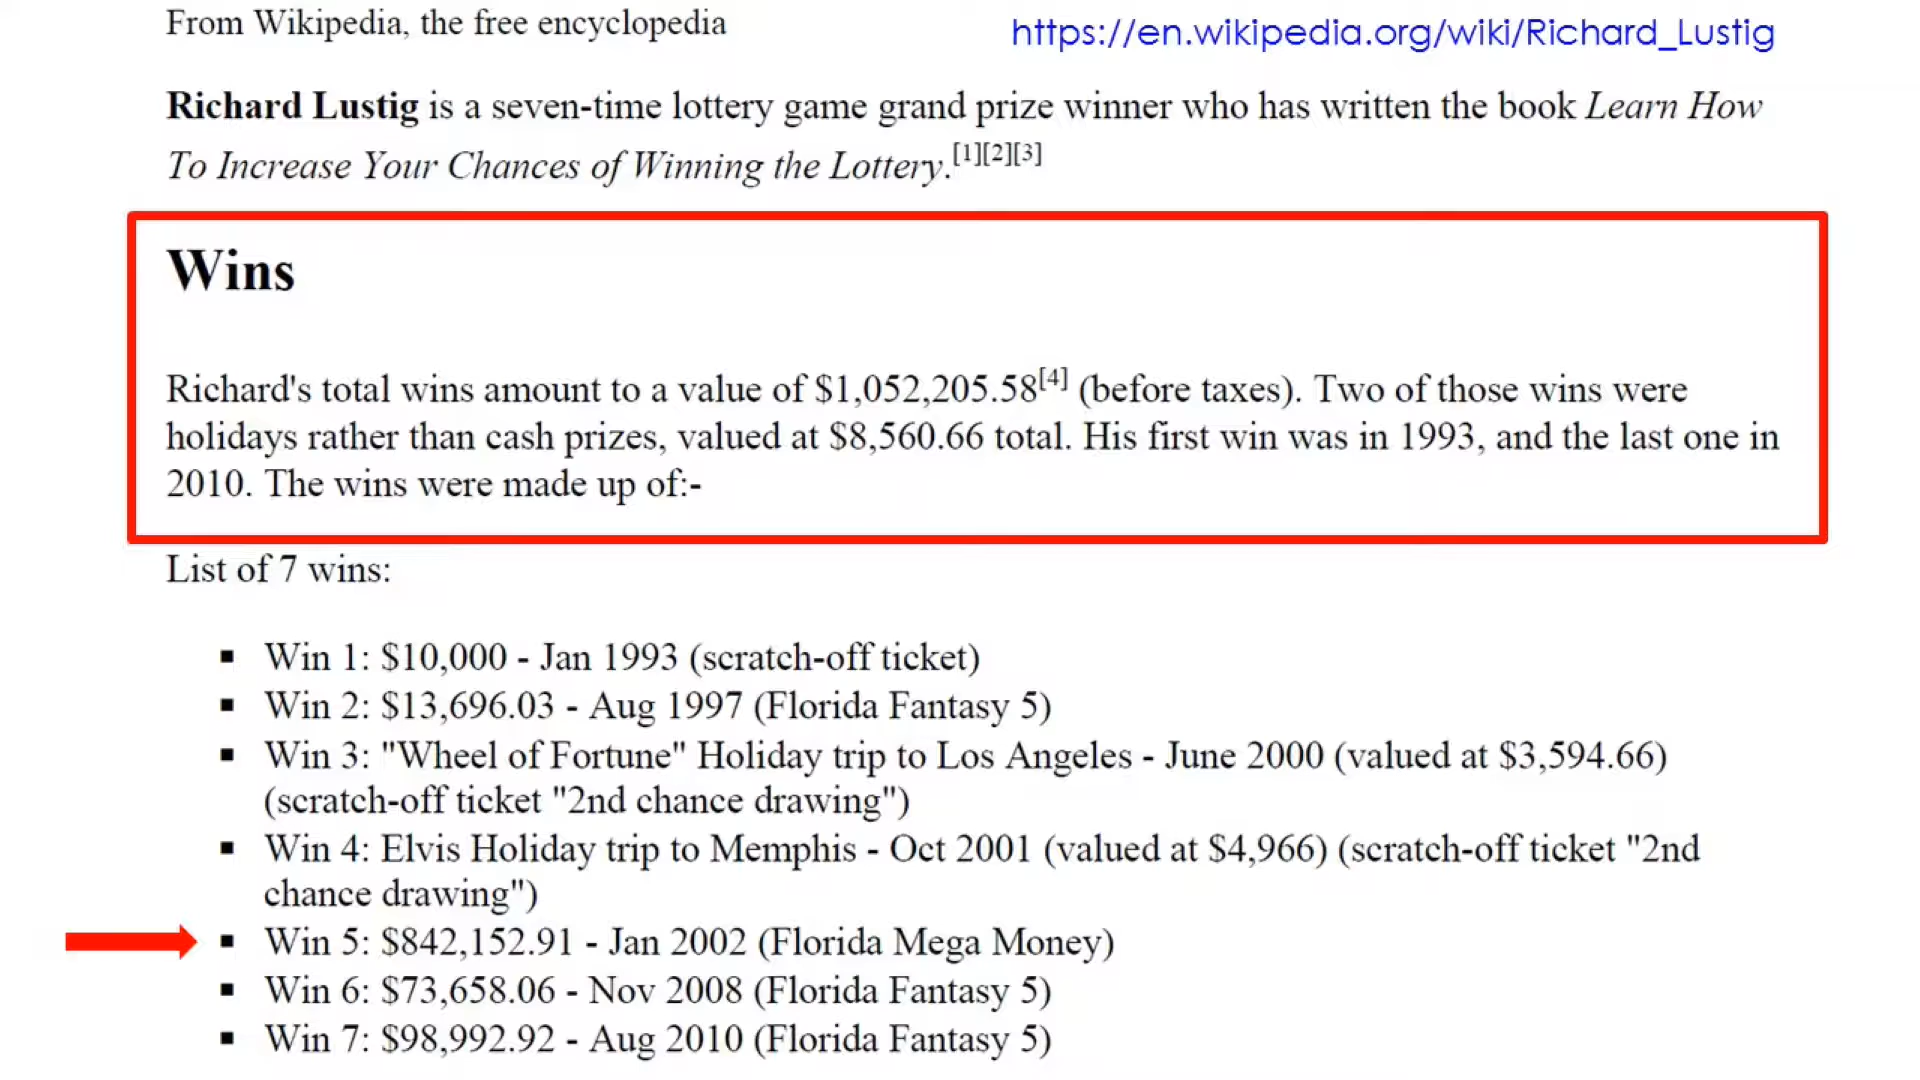 From Wikipedia, the free encyclopedia
https://en.wikipedia.org/wiki/Richard_Lustig
Richard Lustig is a seven-time lottery game grand prize winner who has written the book Learn How
To Increase Your Chances of Winning the Lottery.[1][2][3]
Wins
Richard's total wins amount to a value of $1,052,205.58[4] (before taxes). Two of those wins were
holidays rather than cash prizes, valued at $8,560.66 total. His first win was in 1993, and the last one in
2010. The wins were made up of:-
List of 7 wins:
▪ Win 1: $10,000 - Jan 1993 (scratch-off ticket)
▪ Win 2: $13,696.03 - Aug 1997 (Florida Fantasy 5)
▪ Win 3: "Wheel of Fortune" Holiday trip to Los Angeles - June 2000 (valued at $3,594.66)
(scratch-off ticket "2nd chance drawing")
▪ Win 4: Elvis Holiday trip to Memphis - Oct 2001 (valued at $4,966) (scratch-off ticket "2nd
chance drawing")
▪ Win 5: $842,152.91 - Jan 2002 (Florida Mega Money)
▪ Win 6: $73,658.06 - Nov 2008 (Florida Fantasy 5)
▪ Win 7: $98,992.92 - Aug 2010 (Florida Fantasy 5)